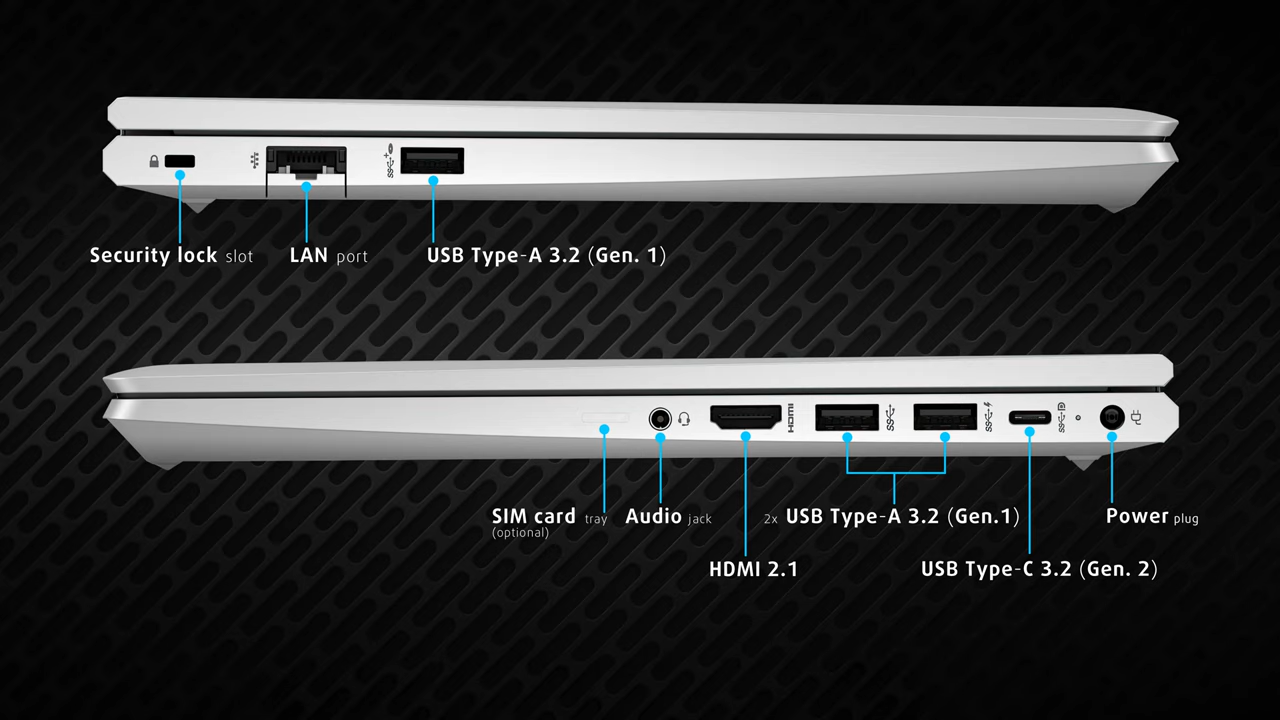 Security lock slot
LAN port
USB Type-A 3.2 (Gen. 1)
HDMI
SIM card tray
(optional)
Audio jack
2x USB Type-A 3.2 (Gen.1)
Power plug
HDMI 2.1
USB Type-C 3.2 (Gen. 2)